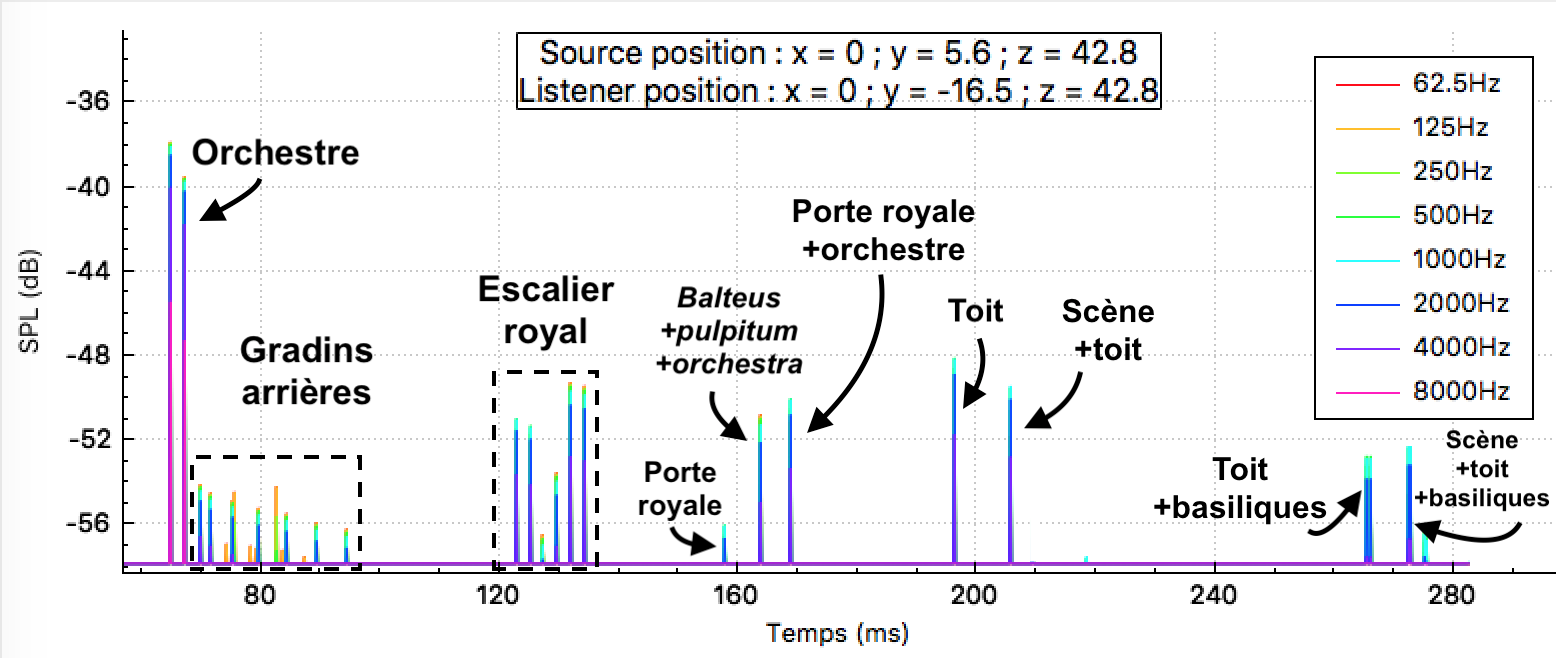 Source position : x = 0 ; y = 5.6 ; z = 42.8
Listener position : x = 0 ; y = -16.5 ; z = 42.8
SPL (dB)
-36
-40
-44
-48
-52
-56
Orchestre
Gradins
arrières
Escalier
royal
Balteus
+pulpitum
+orchestra
Porte
royale
Porte royale
+orchestre
Toit
Scène
+toit
Toit
+basiliques
Scène
+toit
+basiliques
62.5Hz
125Hz
250Hz
500Hz
1000Hz
2000Hz
4000Hz
8000Hz
80
120
160
200
240
280
Temps (ms)